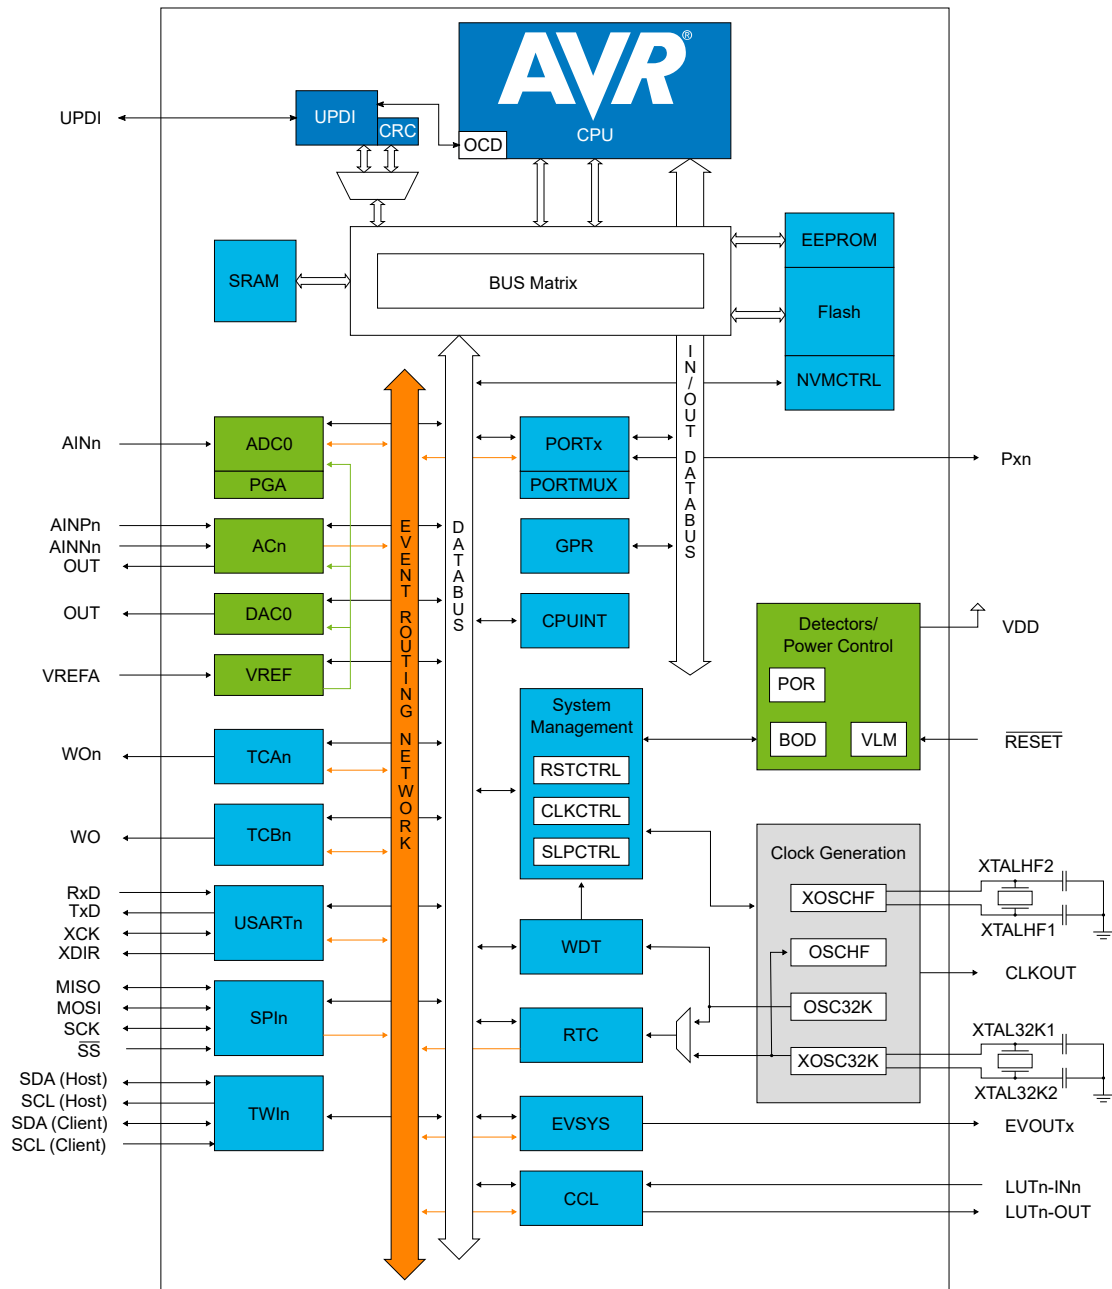 AVR®
CPU
OCD
UPDI
UPDI
CRC
SRAM
BUS Matrix
EEPROM
Flash
NVMCTRL
IN/OUT DATABUS
DATABUS
EVENT ROUTING NETWORK
AINn
ADC0
PGA
PORTx
PORTMUX
Pxn
AINPn
AINNn
OUT
ACn
GPR
OUT
DAC0
CPUINT
VREFA
VREF
Detectors/
Power Control
POR
BOD
VLM
VDD
RESET
System
Management
RSTCTRL
CLKCTRL
SLPCTRL
WOn
TCAn
WO
TCBn
Clock Generation
XOSCHF
OSCHF
OSC32K
XOSC32K
XTALHF2
XTALHF1
CLKOUT
XTAL32K1
XTAL32K2
RxD
TxD
XCK
XDIR
USARTn
WDT
MISO
MOSI
SCK
SS
SPIn
RTC
SDA (Host)
SCL (Host)
SDA (Client)
SCL (Client)
TWIn
EVSYS
EVOUTx
CCL
LUTn-INn
LUTn-OUT